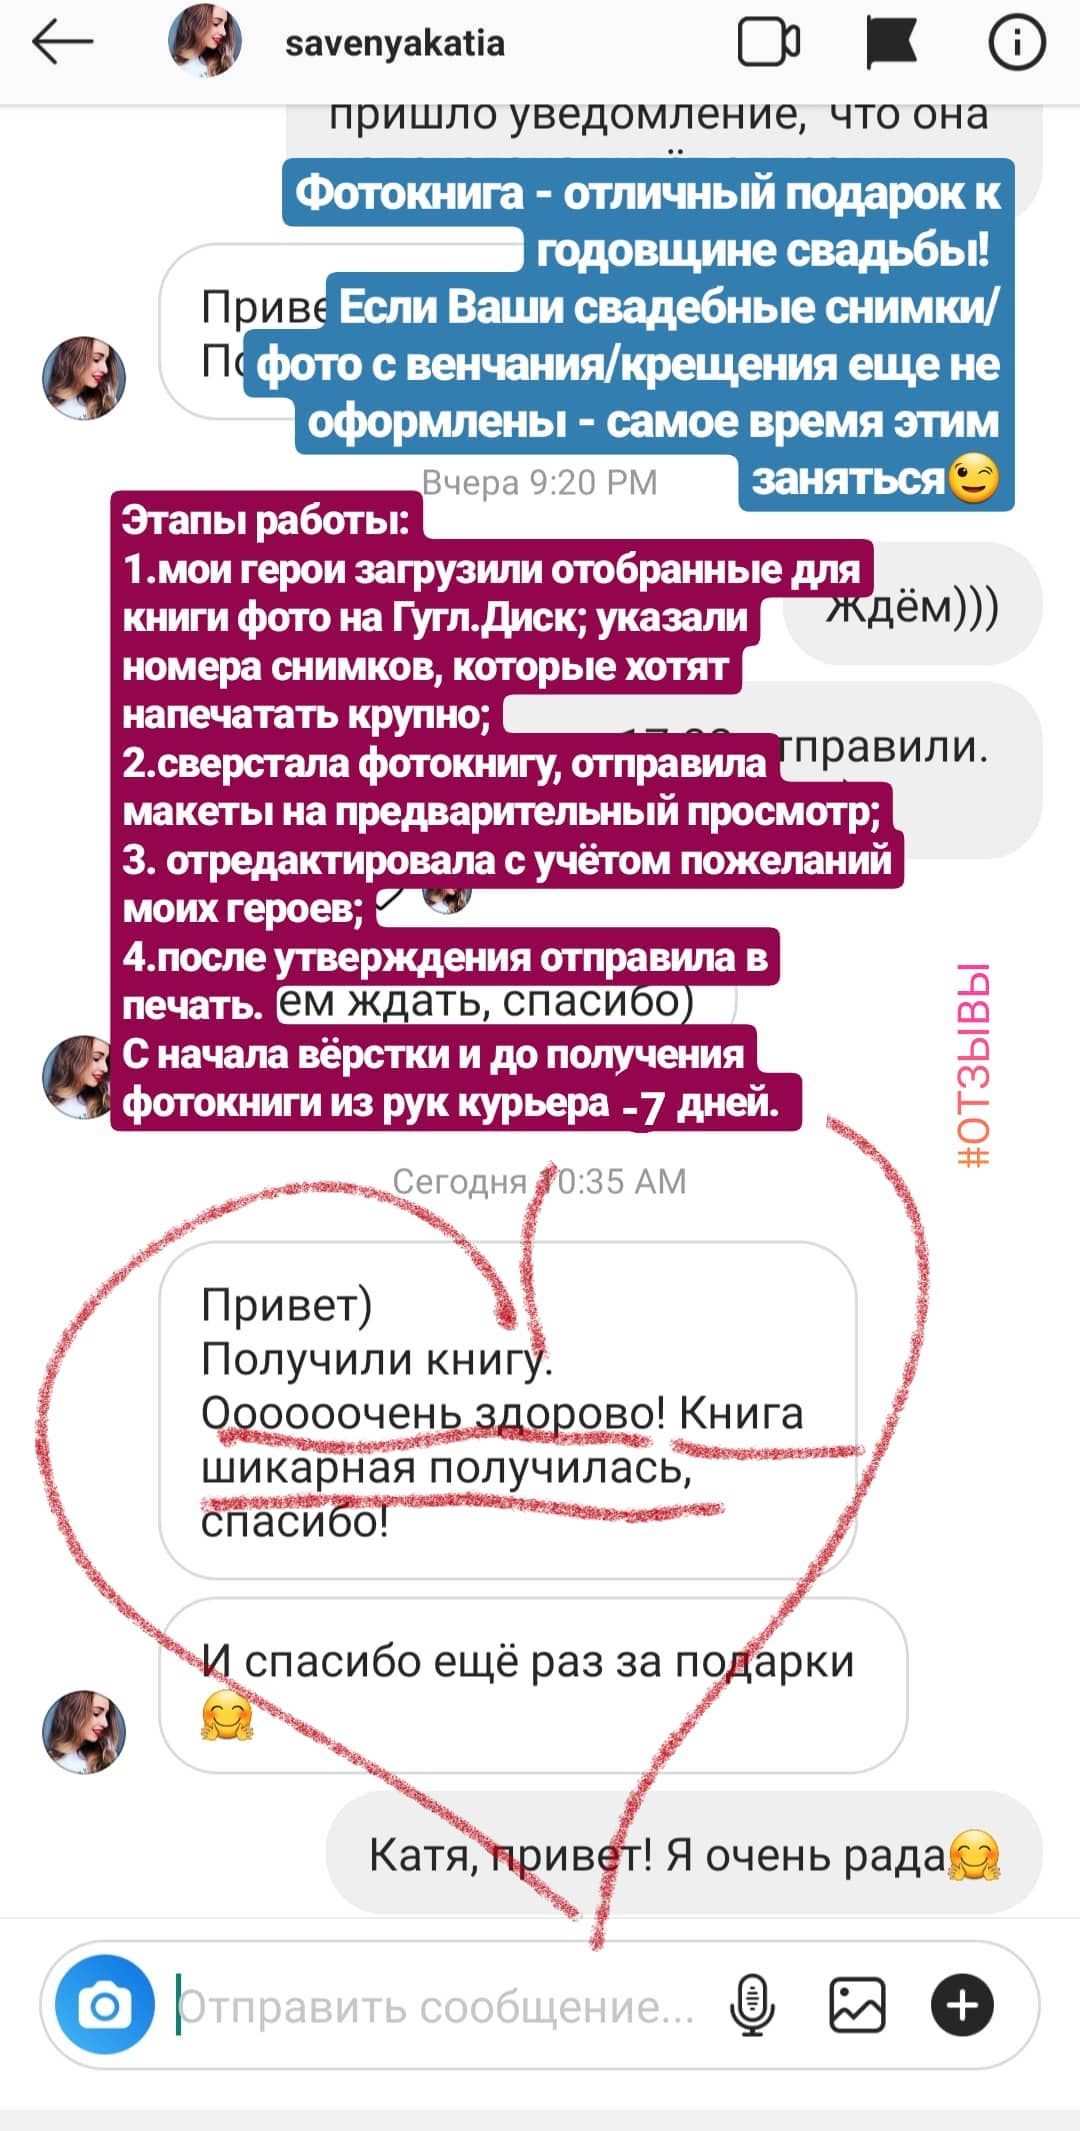 savenyakatia
пришло уведомление, что она
Фотокнига - отличный подарок к
годовщине свадьбы!
Если Ваши свадебные снимки/
фото с венчания/крещения еще не
оформлены - самое время этим
заняться😉
Вчера 9:20 PM
Этапы работы:
1.мои герои загрузили отобранные для
книги фото на Гугл.Диск; указали
номера снимков, которые хотят
напечатать крупно;
2.сверстала фотокнигу, отправила
макеты на предварительный просмотр;
3. отредактировала с учётом пожеланий
моих героев;
4.после утверждения отправила в
печать.
С начала вёрстки и до получения
фотокниги из рук курьера -7 дней.
Ждём)))
ждать, спасибо)
#ОТЗЫВЫ
Сегодня 10:35 AM
Привет)
Получили книгу.
Оооооочень здорово! Книга
шикарная получилась,
спасибо!
И спасибо ещё раз за подарки
🤗
Катя, привет! Я очень рада🤗
Отправить сообщение...